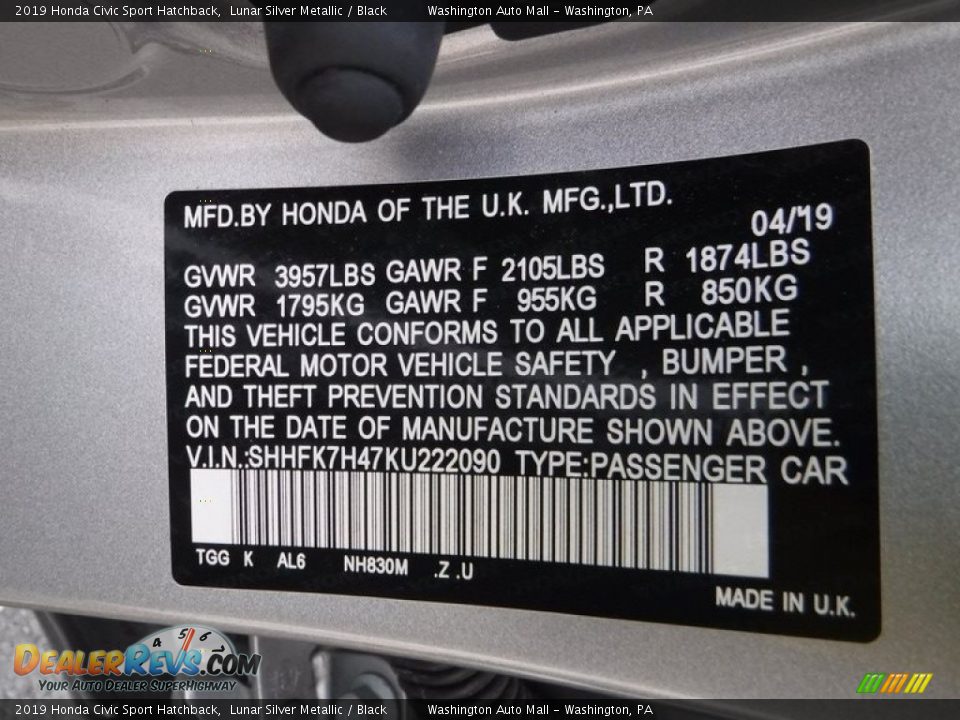 2019 Honda Civic Sport Hatchback, Lunar Silver Metallic / Black Washington Auto Mall - Washington, PA
MFD.BY HONDA OF THE U.K. MFG.,LTD.
04/'19
GVWR 3957LBS GAWR F 2105LBS R 1874LBS
GVWR 1795KG GAWR F 955KG R 850KG
THIS VEHICLE CONFORMS TO ALL APPLICABLE
FEDERAL MOTOR VEHICLE SAFETY , BUMPER ,
AND THEFT PREVENTION STANDARDS IN EFFECT
ON THE DATE OF MANUFACTURE SHOWN ABOVE.
V.I.N.:SHHFK7H47KU222090 TYPE:PASSENGER CAR
TGG K AL6 NH830M .Z .U
MADE IN U.K.
4 5 6
DEALERREVS.COM
YOUR AUTO DEALER SUPERHIGHWAY
2019 Honda Civic Sport Hatchback, Lunar Silver Metallic / Black Washington Auto Mall - Washington, PA